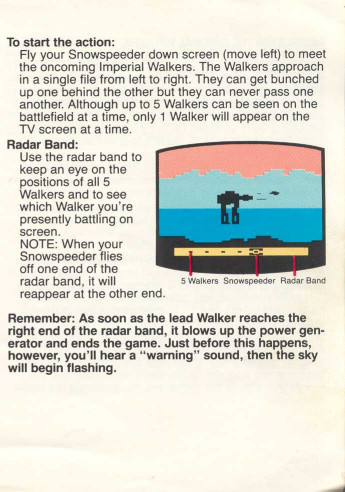 To start the action:
Fly your Snowspeeder down screen (move left) to meet
the oncoming Imperial Walkers. The Walkers approach
in a single file from left to right. They can get bunched
up one behind the other but they can never pass one
another. Although up to 5 Walkers can be seen on the
battlefield at a time, only 1 Walker will appear on the
TV screen at a time.
Radar Band:
Use the radar band to
keep an eye on the
positions of all 5
Walkers and to see
which Walker you're
presently battling on
screen.
NOTE: When your
Snowspeeder flies
off one end of the
radar band, it will
reappear at the other end.
5 Walkers Snowspeeder Radar Band
Remember: As soon as the lead Walker reaches the
right end of the radar band, it blows up the power gen-
erator and ends the game. Just before this happens,
however, you'll hear a "warning" sound, then the sky
will begin flashing.